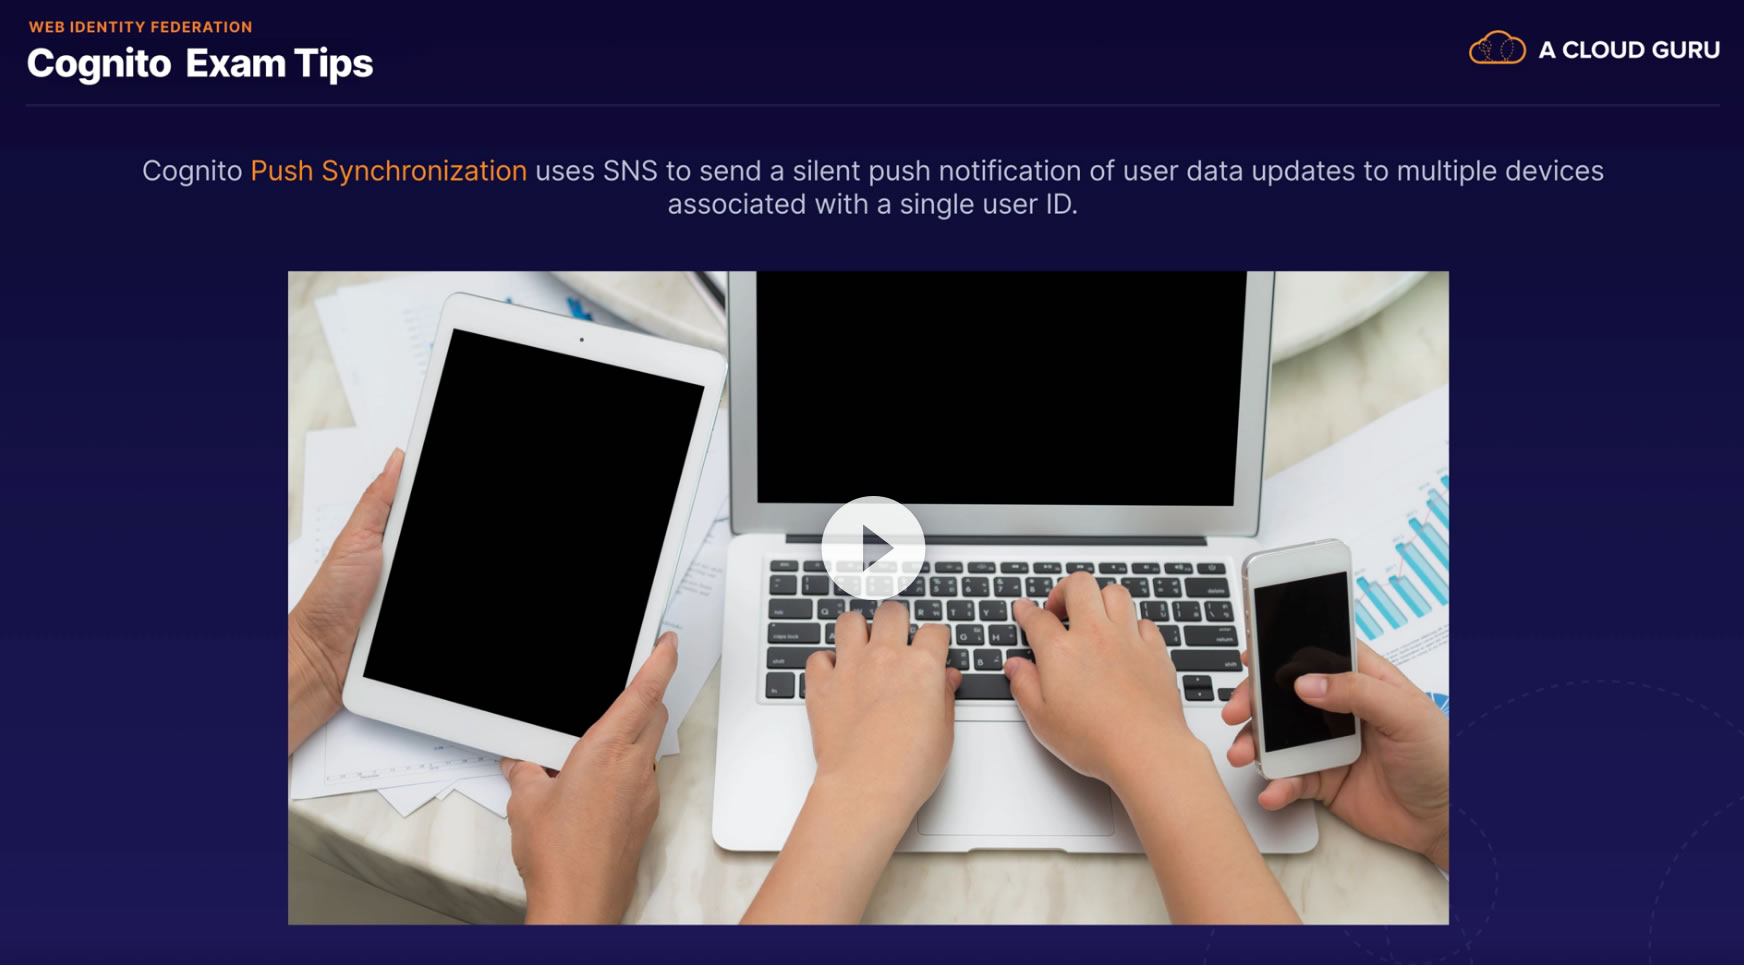 WEB IDENTITY FEDERATION
Cognito Exam Tips
A CLOUD GURU
Cognito Push Synchronization uses SNS to send a silent push notification of user data updates to multiple devices
associated with a single user ID.